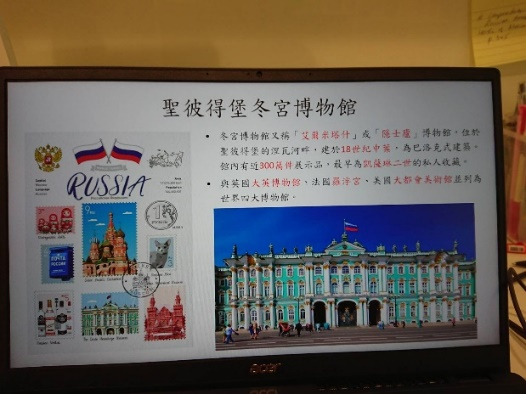 聖彼得堡冬宮博物館
• 冬宮博物館又稱「艾爾米塔什」或「隱士廬」博物館，位於
聖彼得堡的涅瓦河畔，建於18世紀中葉，為巴洛克式建築。
館內有近300萬件展示品，最早為凱薩琳二世的私人收藏。
• 與英國大英博物館、法國羅浮宮、美國大都會美術館並列為
世界四大博物館。
RUSSIA
acer